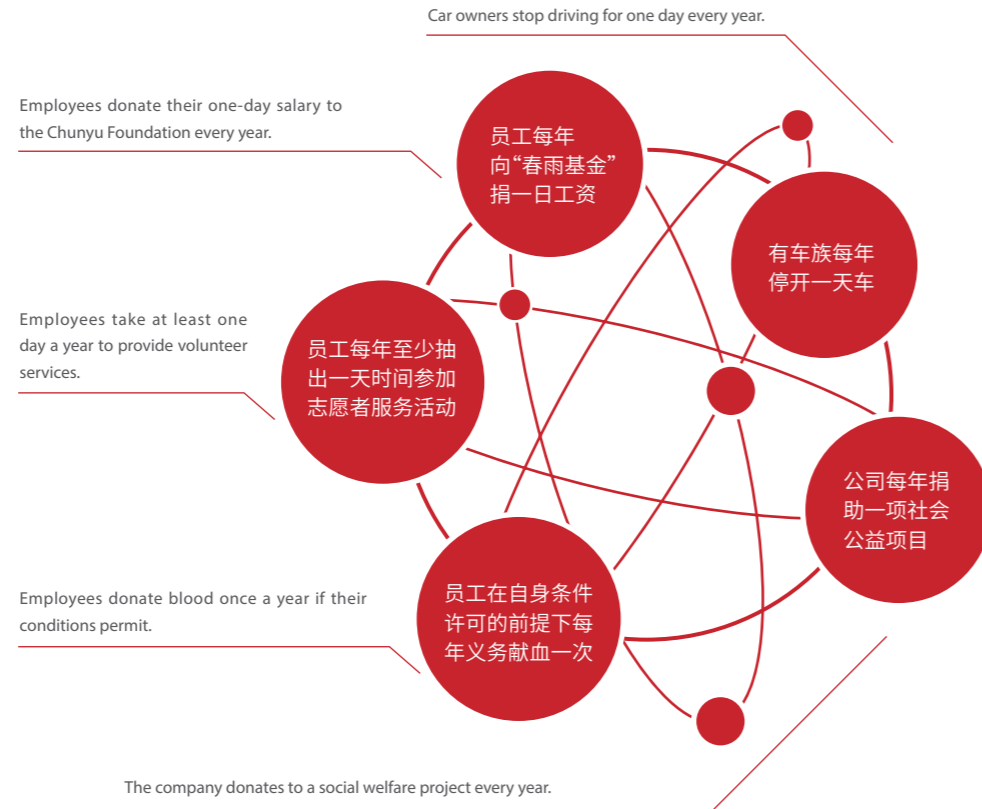 Car owners stop driving for one day every year.
Employees donate their one-day salary to
the Chunyu Foundation every year.
员工每年
向“春雨基金”
捐一日工资
有车族每年
停开一天车
Employees take at least one
day a year to provide volunteer
services.
员工每年至少抽
出一天时间参加
志愿者服务活动
公司每年捐
助一项社会
公益项目
Employees donate blood once a year if their
conditions permit.
员工在自身条件
许可的前提下每
年义务献血一次
The company donates to a social welfare project every year.